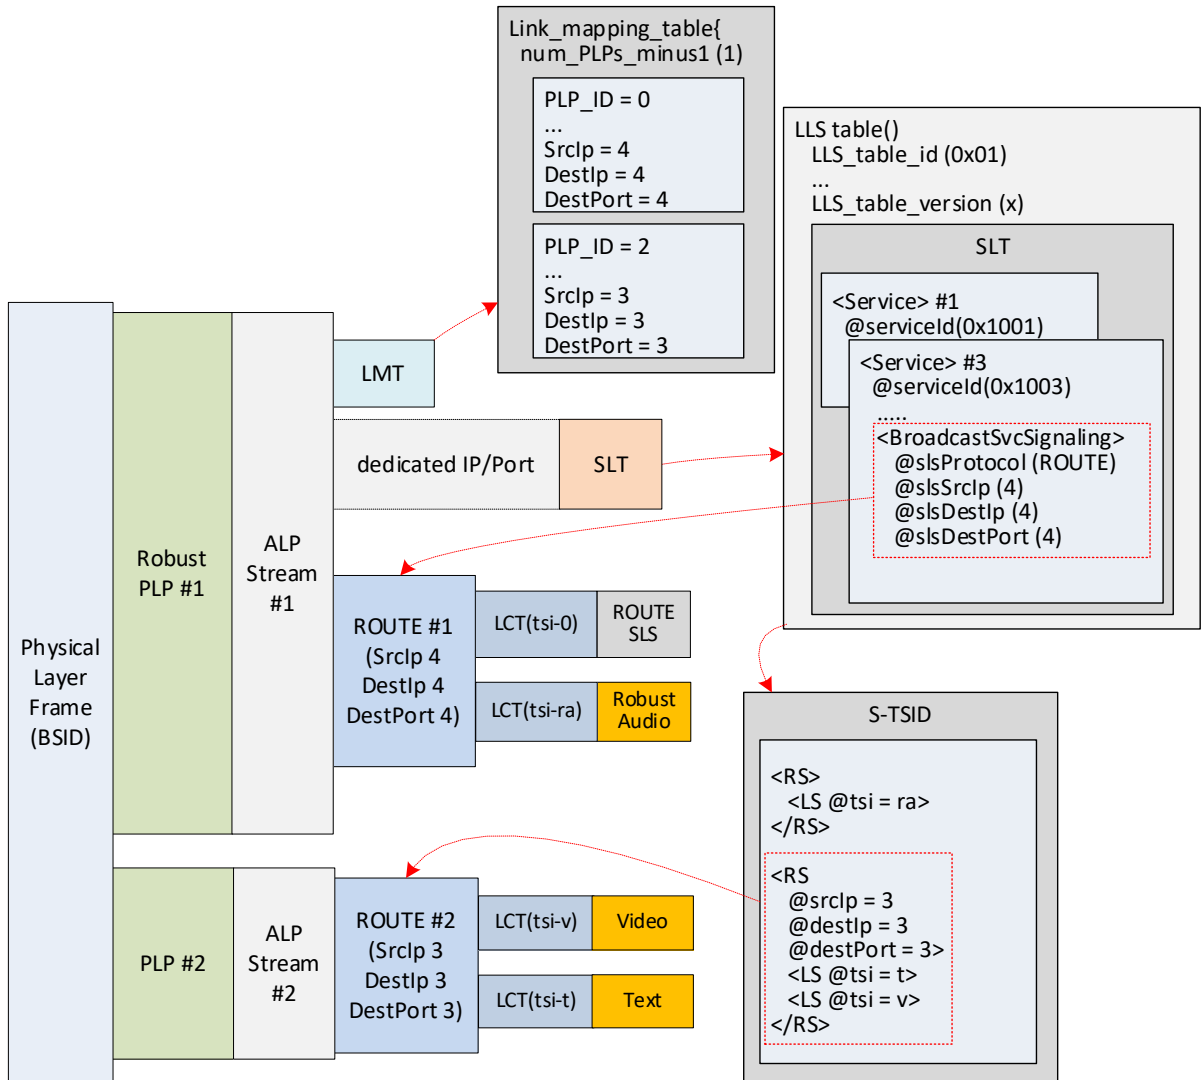 Link_mapping_table{
num_PLPs_minus1 (1)
PLP_ID = 0
...
SrcIp = 4
DestIp = 4
DestPort = 4
PLP_ID = 2
...
SrcIp = 3
DestIp = 3
DestPort = 3
LLS table()
LLS_table_id (0x01)
...
LLS_table_version (x)
SLT
<Service> #1
@serviceId(0x1001)
<Service> #3
@serviceId(0x1003)
.....
<BroadcastSvcSignaling>
@slsProtocol (ROUTE)
@slsSrcIp (4)
@slsDestIp (4)
@slsDestPort (4)
Physical
Layer
Frame
(BSID)
Robust
PLP #1
ALP
Stream
#1
LMT
dedicated IP/Port
SLT
ROUTE #1
(SrcIp 4
DestIp 4
DestPort 4)
LCT(tsi-0)
ROUTE
SLS
LCT(tsi-ra)
Robust
Audio
PLP #2
ALP
Stream
#2
ROUTE #2
(SrcIp 3
DestIp 3
DestPort 3)
LCT(tsi-v)
Video
LCT(tsi-t)
Text
S-TSID
<RS>
<LS @tsi = ra>
</RS>
<RS
@srcIp = 3
@destIp = 3
@destPort = 3>
<LS @tsi = t>
<LS @tsi = v>
</RS>